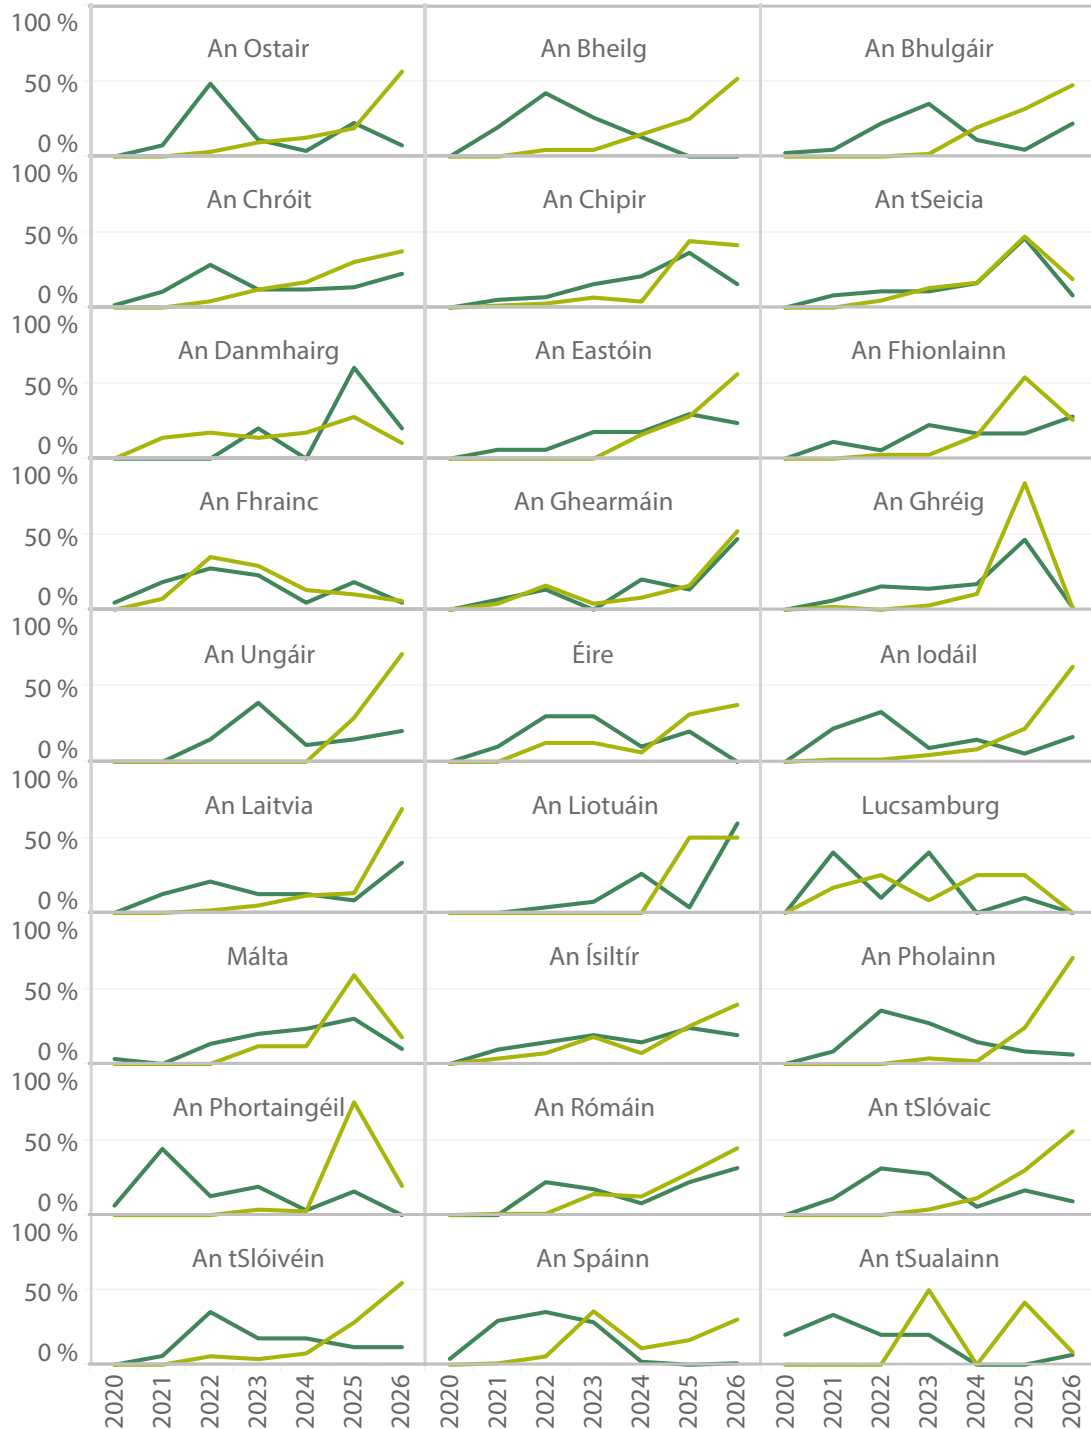 100 %
An Ostair
An Bheilg
An Bhulgáir
50 %
0 %
100 %
An Chróit
An Chipir
An tSeicia
50 %
0 %
100 %
An Danmhairg
An Eastóin
An Fhionlainn
50 %
0 %
100 %
An Fhrainc
An Ghearmáin
An Ghréig
50 %
0 %
100 %
An Ungáir
Éire
An Iodáil
50 %
0 %
100 %
An Laitvia
An Liotuáin
Lucsamburg
50 %
0 %
100 %
Málta
An Ísiltír
An Pholainn
50 %
0 %
100 %
An Phortaingéil
An Rómáin
An tSlóvaic
50 %
0 %
100 %
An tSlóivéin
An Spáinn
An tSualainn
50 %
0 %
2020 2021 2022 2023 2024 2025 2026 2020 2021 2022 2023 2024 2025 2026 2020 2021 2022 2023 2024 2025 2026